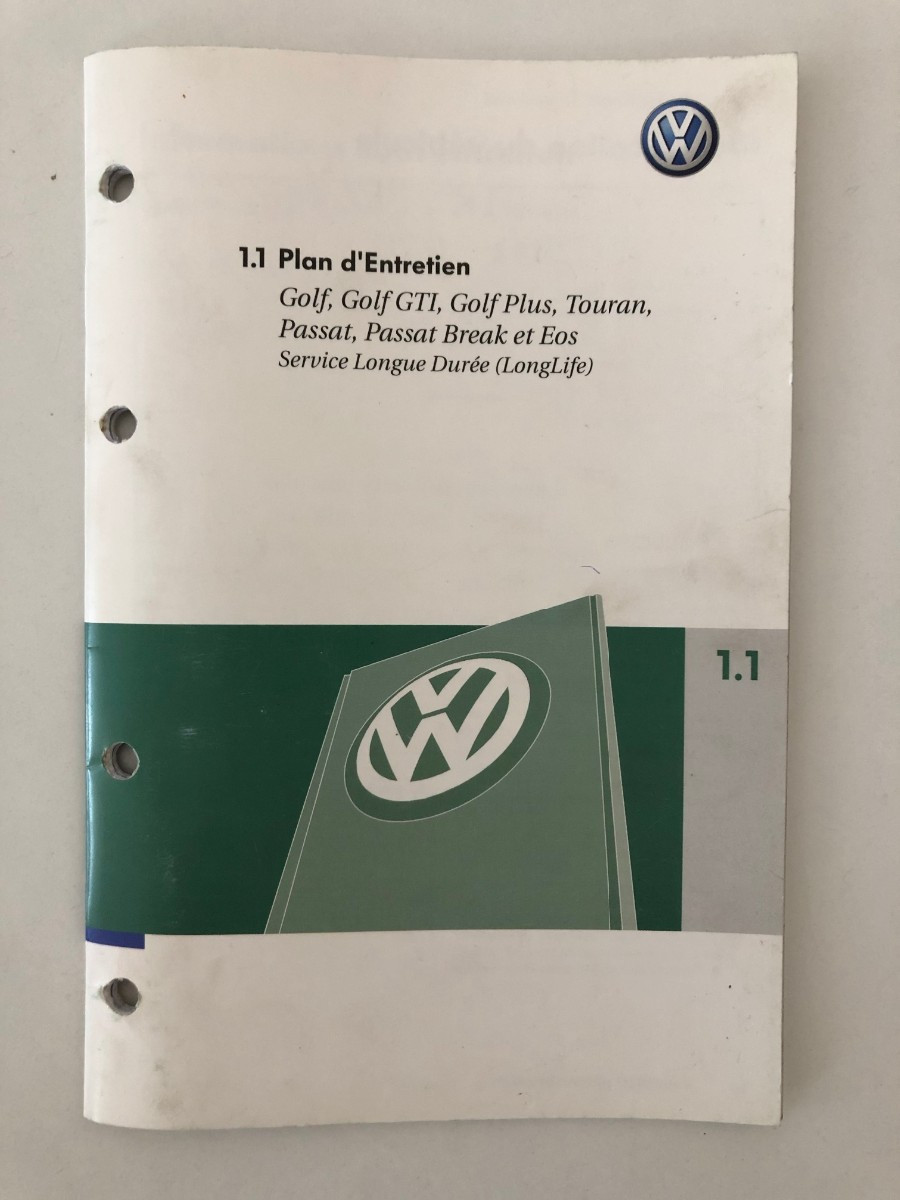 1.1 Plan d'Entretien
Golf, Golf GTI, Golf Plus, Touran,
Passat, Passat Break et Eos
Service Longue Durée (LongLife)
1.1